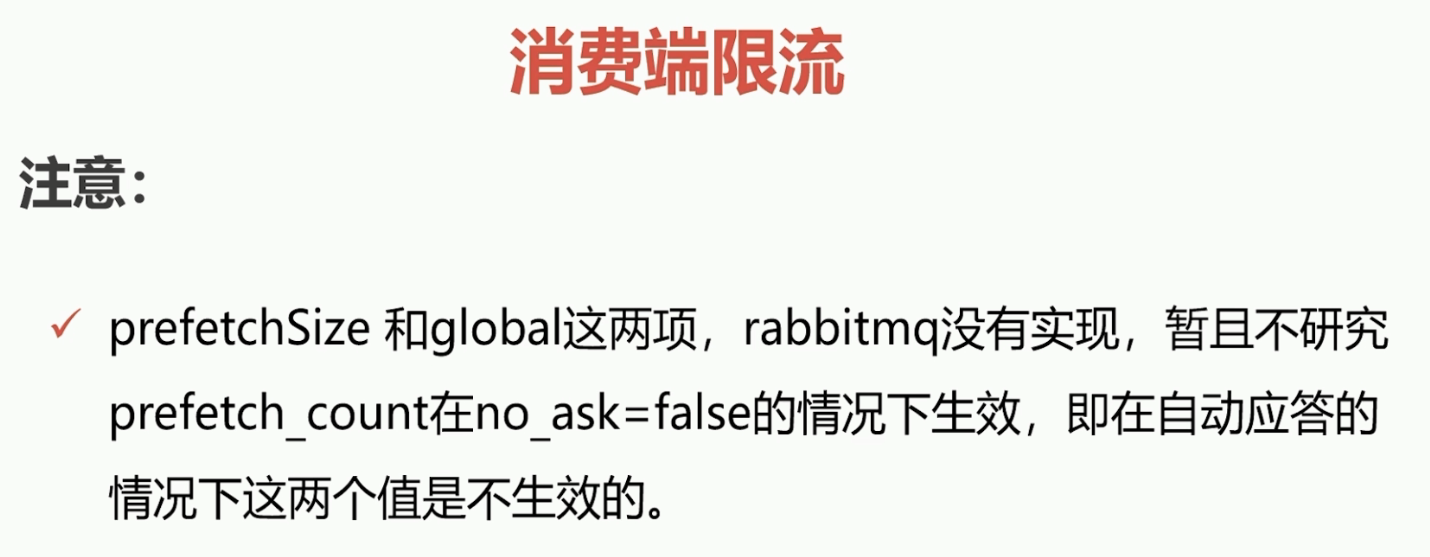 消费端限流
注意：
✓ prefetchSize 和global这两项，rabbitmq没有实现，暂且不研究
prefetch_count在no_ask=false的情况下生效，即在自动应答的
情况下这两个值是不生效的。